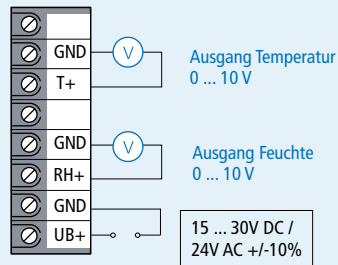 GND
V
Ausgang Temperatur
T+
0 ... 10 V
GND
V
Ausgang Feuchte
RH+
0 ... 10 V
GND
UB+
15 ... 30V DC /
24V AC +/-10%